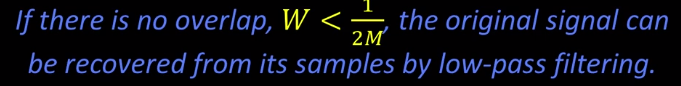 If there is no overlap, W < 1/2M, the original signal can
be recovered from its samples by low-pass filtering.